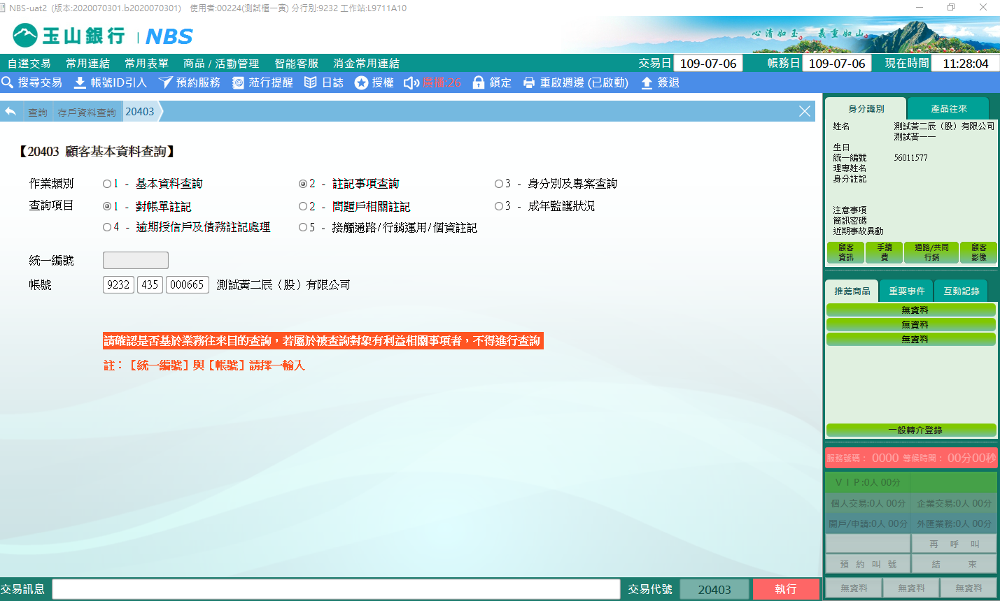 NBS-uat2 (版本:2020070301.b2020070301) 使用者:00224(測試櫃一寅) 分行別:9232 工作站:L9711A10
玉山銀行 | NBS
心清如玉。義重如山。
自選交易 常用連結 常用表單 商品 / 活動管理 智能客服 消金常用連結 交易日 109-07-06 帳務日 109-07-06 現在時間 11:28:04
搜尋交易 帳號ID引入 預約服務 蒞行提醒 日誌 授權 廣播:26 鎖定 重啟週邊 (已啟動) 簽退
查詢 存戶資料查詢 20403
【20403 顧客基本資料查詢】
作業類別 1 - 基本資料查詢 2 - 註記事項查詢 3 - 身分別及專案查詢
查詢項目 1 - 對帳單註記 2 - 問題戶相關註記 3 - 成年監護狀況
4 - 逾期授信戶及債務註記處理 5 - 接觸通路/行銷運用/個資註記
統一編號
帳號 9232 435 000665 測試黃二辰（股）有限公司
請確認是否基於業務往來目的查詢，若屬於被查詢對象有利益相關事項者，不得進行查詢
註：［統一編號］與［帳號］請擇一輸入
身分識別 產品往來
姓名 測試黃二辰（股）有限公司
測試黃一一
生日
統一編號 56011577
理專姓名
身分註記
注意事項
簡訊密碼
近期事故異動
顧客資訊 手續費 通路/共同行銷 顧客影像
推薦商品 重要事件 互動記錄
無資料
無資料
無資料
一般轉介登錄
服務號碼： 0000 等候時間： 00分00秒
ＶＩＰ:0人 00分
個人交易:0人 00分 企業交易:0人 00分
開戶/申請:0人 00分 外匯業務:0人 00分
再 呼 叫
預 約 叫 號 結 束
無資料 無資料 無資料
交易訊息 交易代號 20403 執行